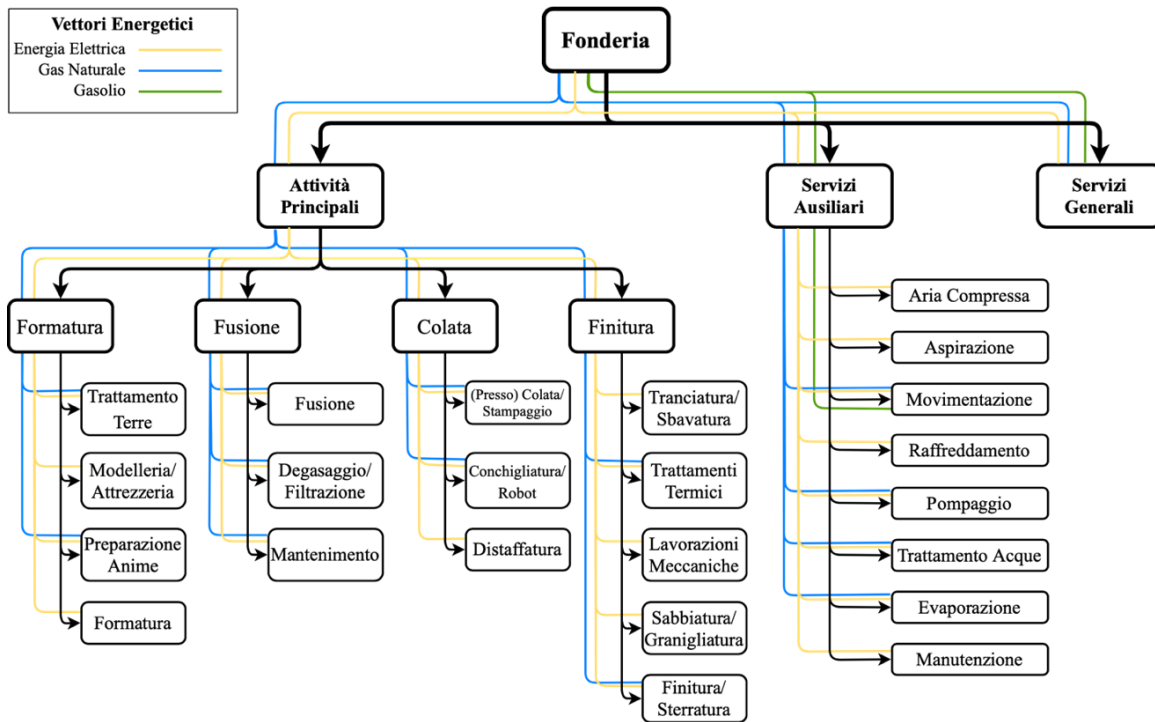 Vettori Energetici
Energia Elettrica
Gas Naturale
Gasolio
Fonderia
Attività
Principali
Servizi
Ausiliari
Servizi
Generali
Formatura
Fusione
Colata
Finitura
Trattamento
Terre
Modelleria/
Attrezzeria
Preparazione
Anime
Formatura
Fusione
Degasaggio/
Filtrazione
Mantenimento
(Presso) Colata/
Stampaggio
Conchigliatura/
Robot
Distaffatura
Tranciatura/
Sbavatura
Trattamenti
Termici
Lavorazioni
Meccaniche
Sabbiatura/
Granigliatura
Finitura/
Sterratura
Aria Compressa
Aspirazione
Movimentazione
Raffreddamento
Pompaggio
Trattamento Acque
Evaporazione
Manutenzione